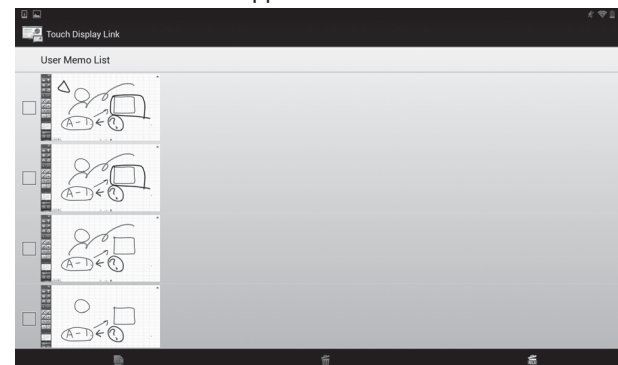 Touch Display Link
User Memo List
A-1 ?
A-1 ?
A-1 ?
A-1 ?